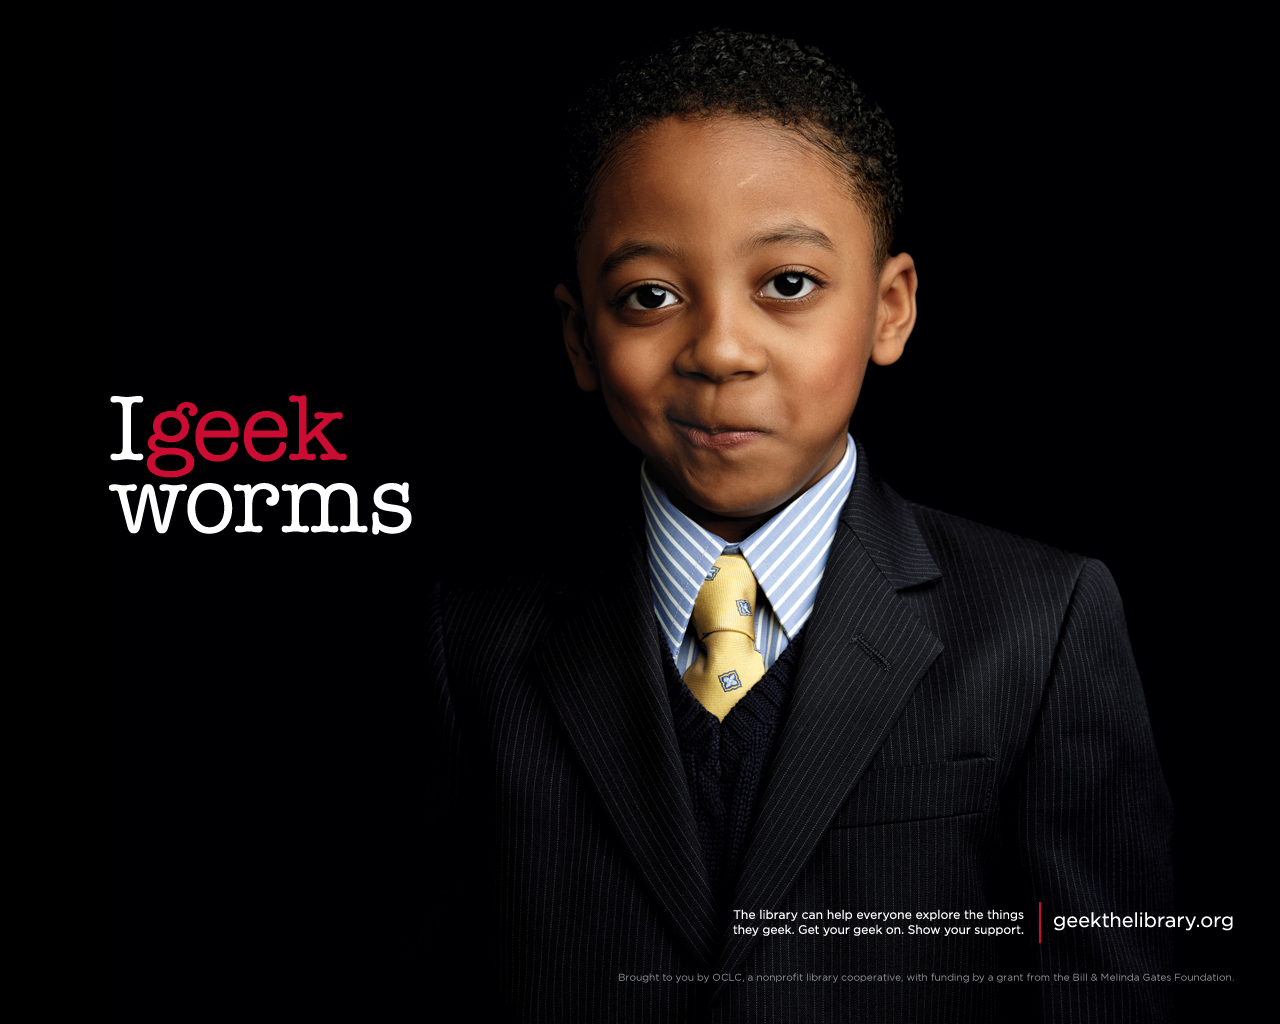 I geek
worms
The library can help everyone explore the things
they geek. Get your geek on. Show your support.
geekthelibrary.org
Brought to you by OCLC, a nonprofit library cooperative, with funding by a grant from the Bill & Melinda Gates Foundation.